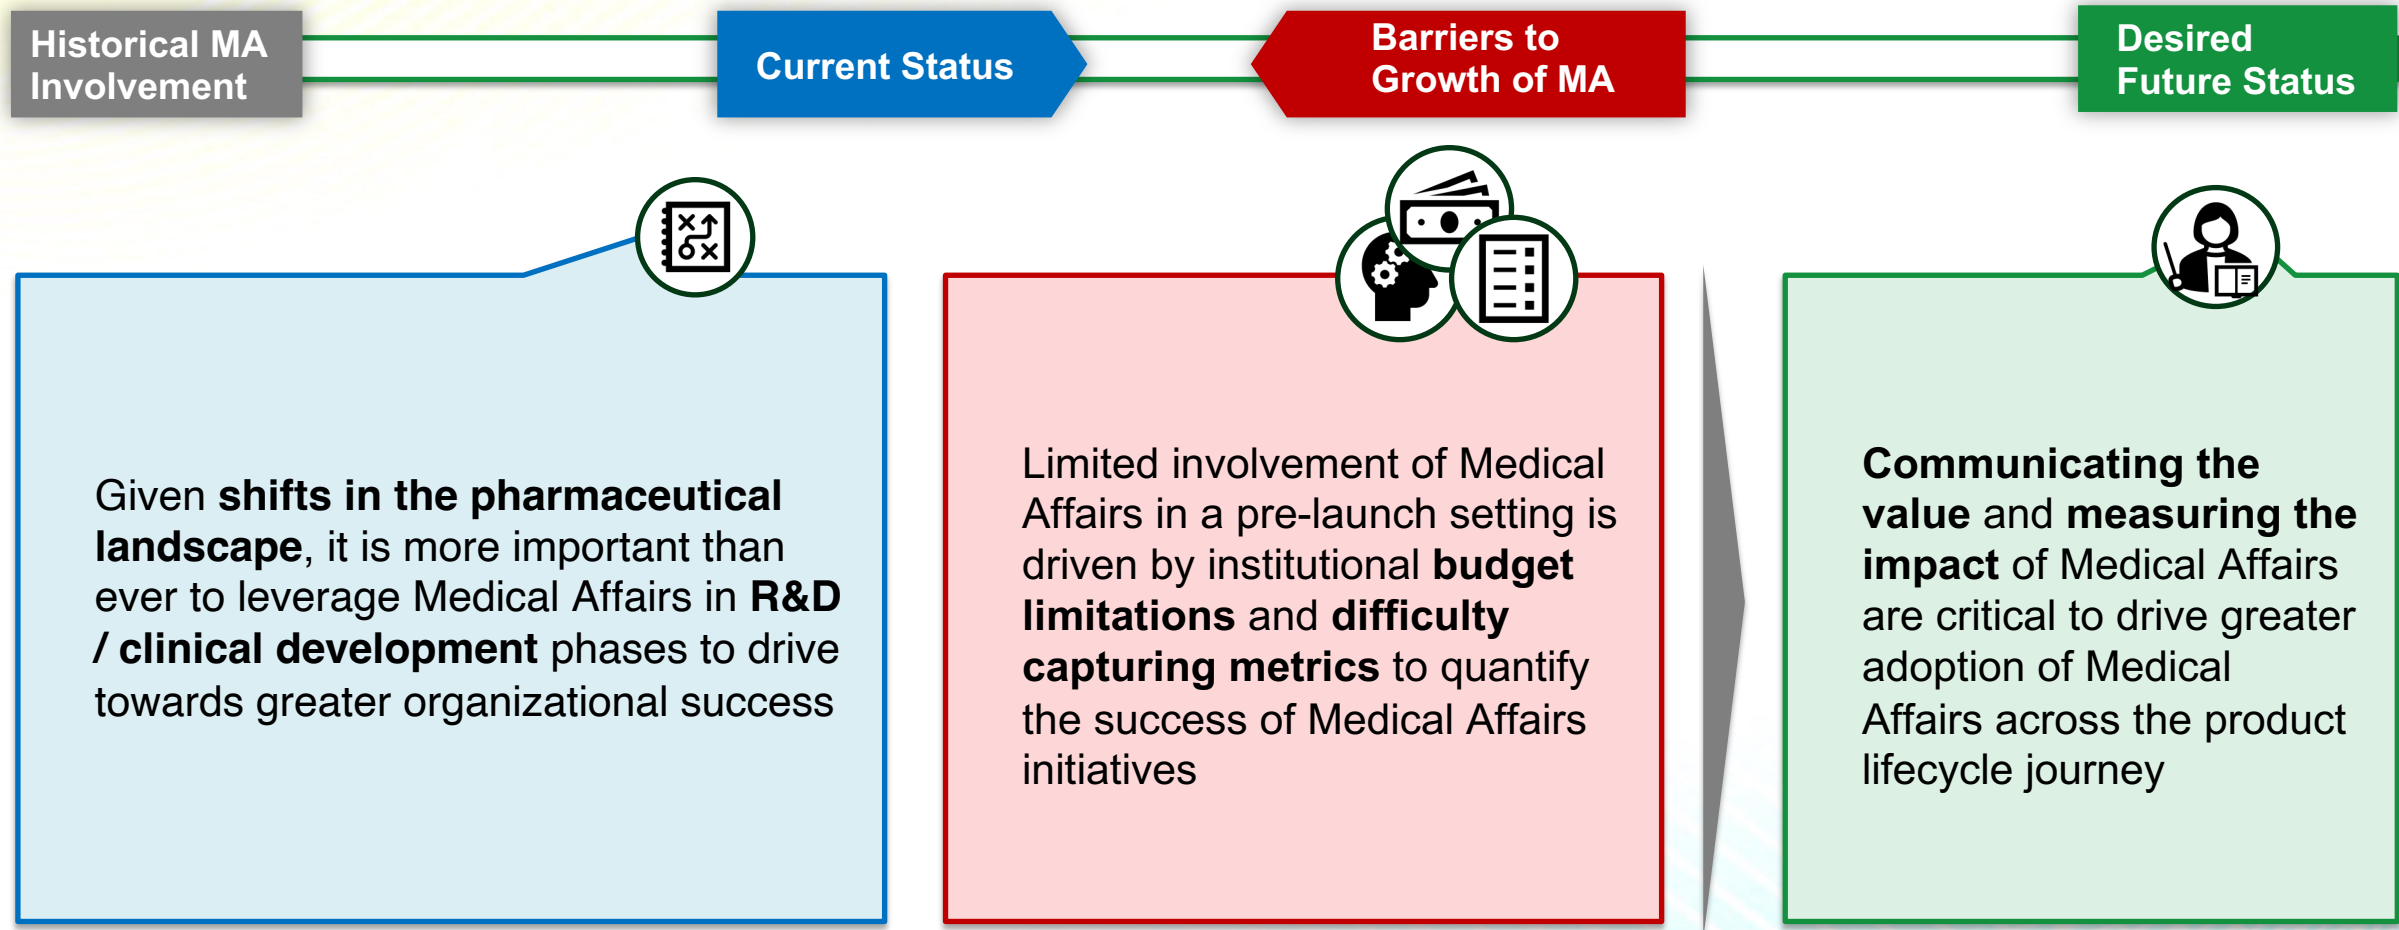 Historical MA
Involvement
Current Status
Barriers to
Growth of MA
Desired
Future Status
Given shifts in the pharmaceutical
landscape, it is more important than
ever to leverage Medical Affairs in R&D
/ clinical development phases to drive
towards greater organizational success
Limited involvement of Medical
Affairs in a pre-launch setting is
driven by institutional budget
limitations and difficulty
capturing metrics to quantify
the success of Medical Affairs
initiatives
Communicating the
value and measuring the
impact of Medical Affairs
are critical to drive greater
adoption of Medical
Affairs across the product
lifecycle journey